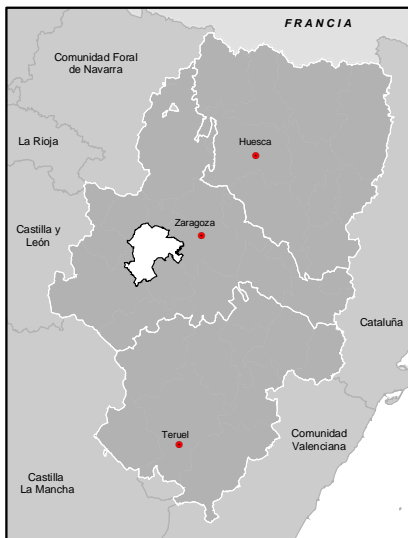 FRANCIA
Comunidad Foral
de Navarra
La Rioja
Huesca
Castilla y
León
Zaragoza
Cataluña
Teruel
Comunidad
Valenciana
Castilla
La Mancha